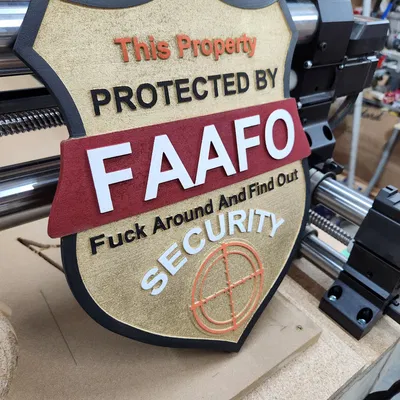 This Property
PROTECTED BY
FAAFO
Fuck Around And Find Out
SECURITY